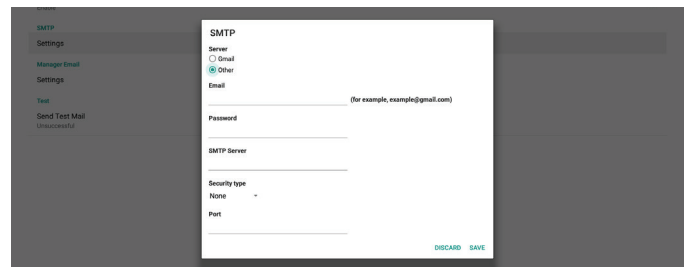 Enable
SMTP
Settings
Manager Email
Settings
Test
Send Test Mail
Unsuccessful
SMTP
Server
Gmail
Other
Email
(for example, example@gmail.com)
Password
SMTP Server
Security type
None
Port
DISCARD SAVE